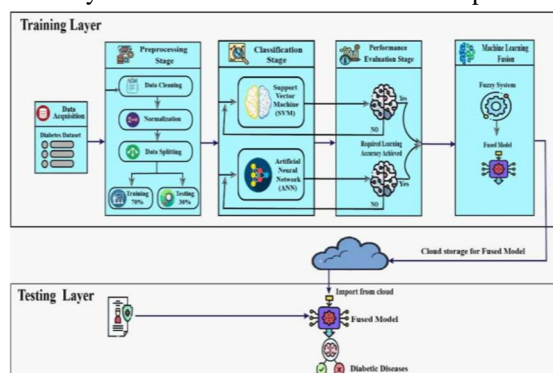 Training Layer
Data
Acquisition
Diabetes Dataset
Preprocessing
Stage
Data Cleaning
Normalization
Data Splitting
Training
70%
Testing
30%
Classification
Stage
Support
Vector
Machine
(SVM)
Artificial
Neural
Network
(ANN)
Performance
Evaluation Stage
Yes
NO
Required Learning
Accuracy Achieved
Yes
NO
Machine Learning
Fusion
Fuzzy System
Fused Model
Cloud storage for Fused Model
Testing Layer
Import from cloud
Fused Model
Diabetic Diseases